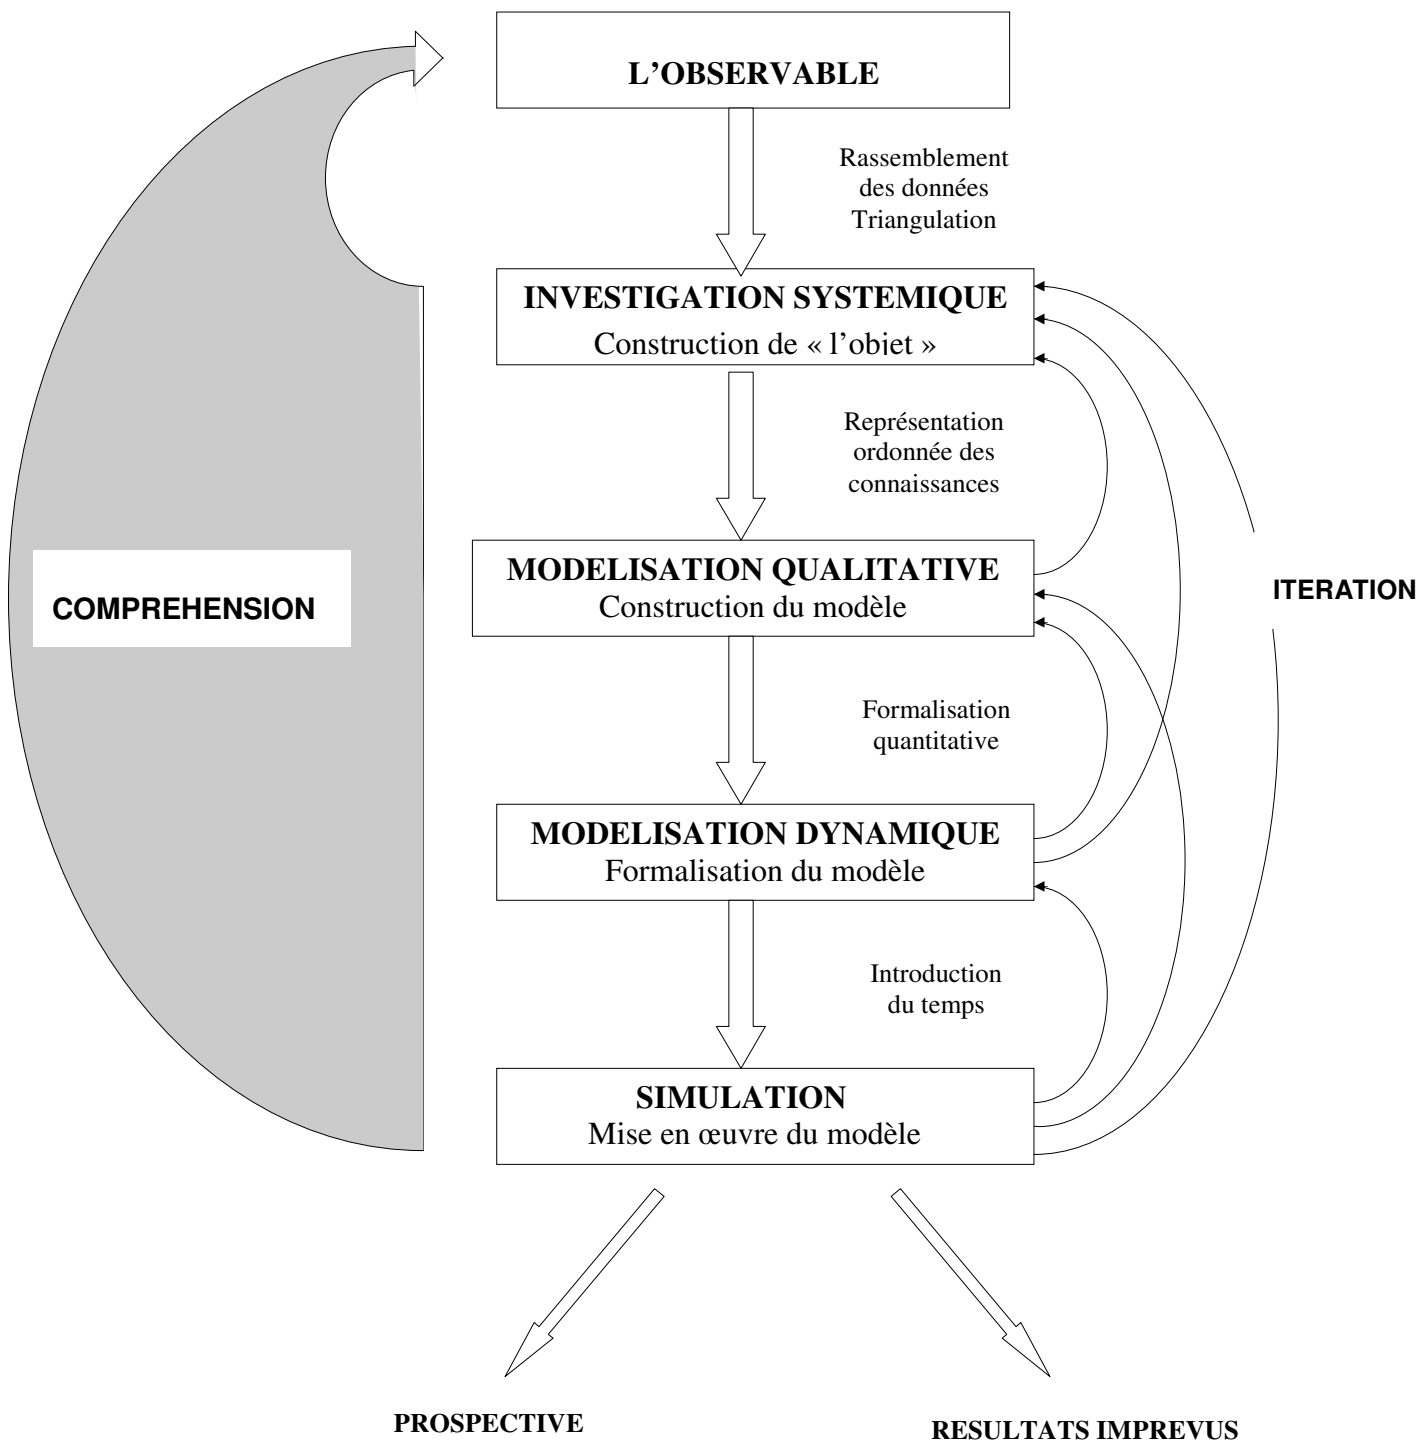 L’OBSERVABLE
Rassemblement
des données
Triangulation
INVESTIGATION SYSTEMIQUE
Construction de « l’objet »
Représentation
ordonnée des
connaissances
MODELISATION QUALITATIVE
Construction du modèle
COMPREHENSION
ITERATION
Formalisation
quantitative
MODELISATION DYNAMIQUE
Formalisation du modèle
Introduction
du temps
SIMULATION
Mise en œuvre du modèle
PROSPECTIVE
RESULTATS IMPREVUS